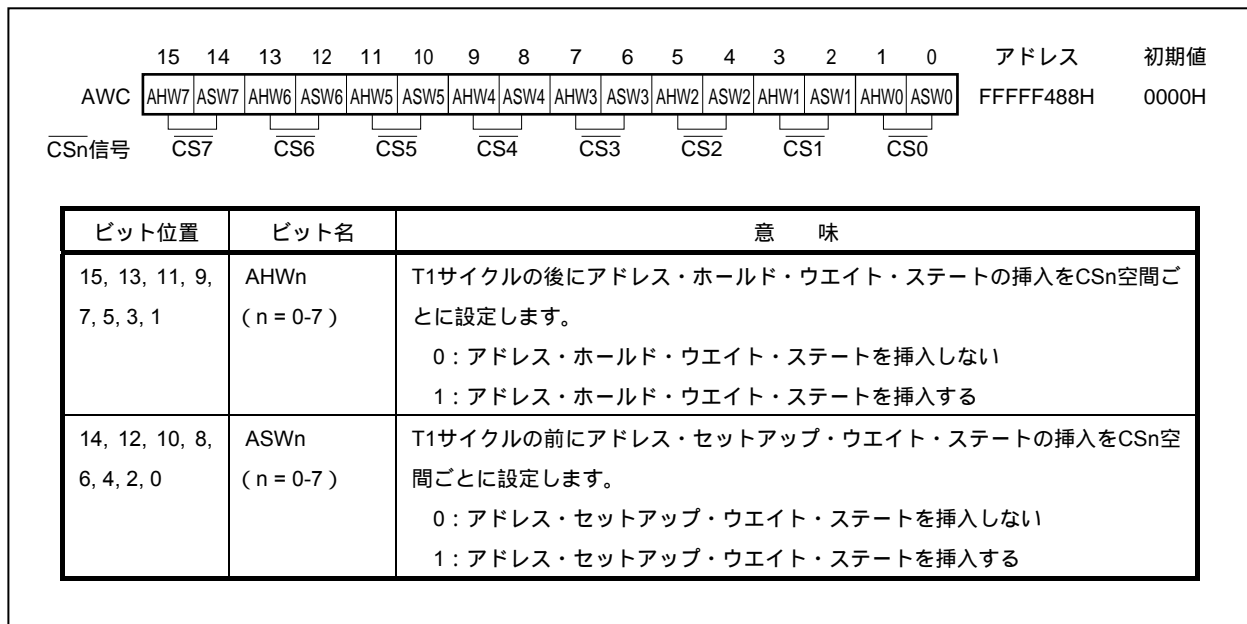 15 14 13 12 11 10 9 8 7 6 5 4 3 2 1 0 アドレス 初期値
AWC AHW7 ASW7 AHW6 ASW6 AHW5 ASW5 AHW4 ASW4 AHW3 ASW3 AHW2 ASW2 AHW1 ASW1 AHW0 ASW0 FFFFF488H 0000H
CSn信号 CS7 CS6 CS5 CS4 CS3 CS2 CS1 CS0
ビット位置 ビット名 意 味
15, 13, 11, 9, AHWn T1サイクルの後にアドレス・ホールド・ウエイト・ステートの挿入をCSn空間ご
7, 5, 3, 1 (n = 0-7) とに設定します。
0:アドレス・ホールド・ウエイト・ステートを挿入しない
1:アドレス・ホールド・ウエイト・ステートを挿入する
14, 12, 10, 8, ASWn T1サイクルの前にアドレス・セットアップ・ウエイト・ステートの挿入をCSn空
6, 4, 2, 0 (n = 0-7) 間ごとに設定します。
0:アドレス・セットアップ・ウエイト・ステートを挿入しない
1:アドレス・セットアップ・ウエイト・ステートを挿入する